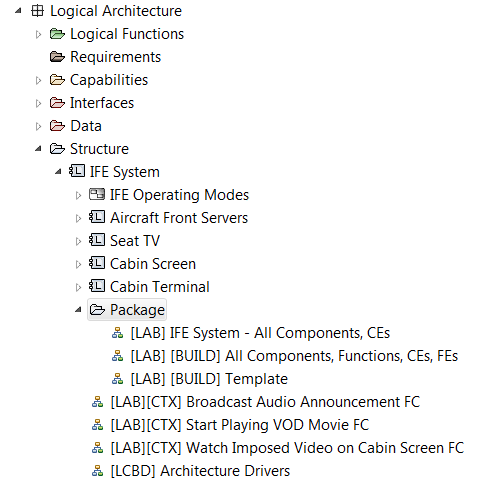 Logical Architecture
Logical Functions
Requirements
Capabilities
Interfaces
Data
Structure
IFE System
IFE Operating Modes
Aircraft Front Servers
Seat TV
Cabin Screen
Cabin Terminal
Package
[LAB] IFE System - All Components, CEs
[LAB] [BUILD] All Components, Functions, CEs, FEs
[LAB] [BUILD] Template
[LAB][CTX] Broadcast Audio Announcement FC
[LAB][CTX] Start Playing VOD Movie FC
[LAB][CTX] Watch Imposed Video on Cabin Screen FC
[LCBD] Architecture Drivers